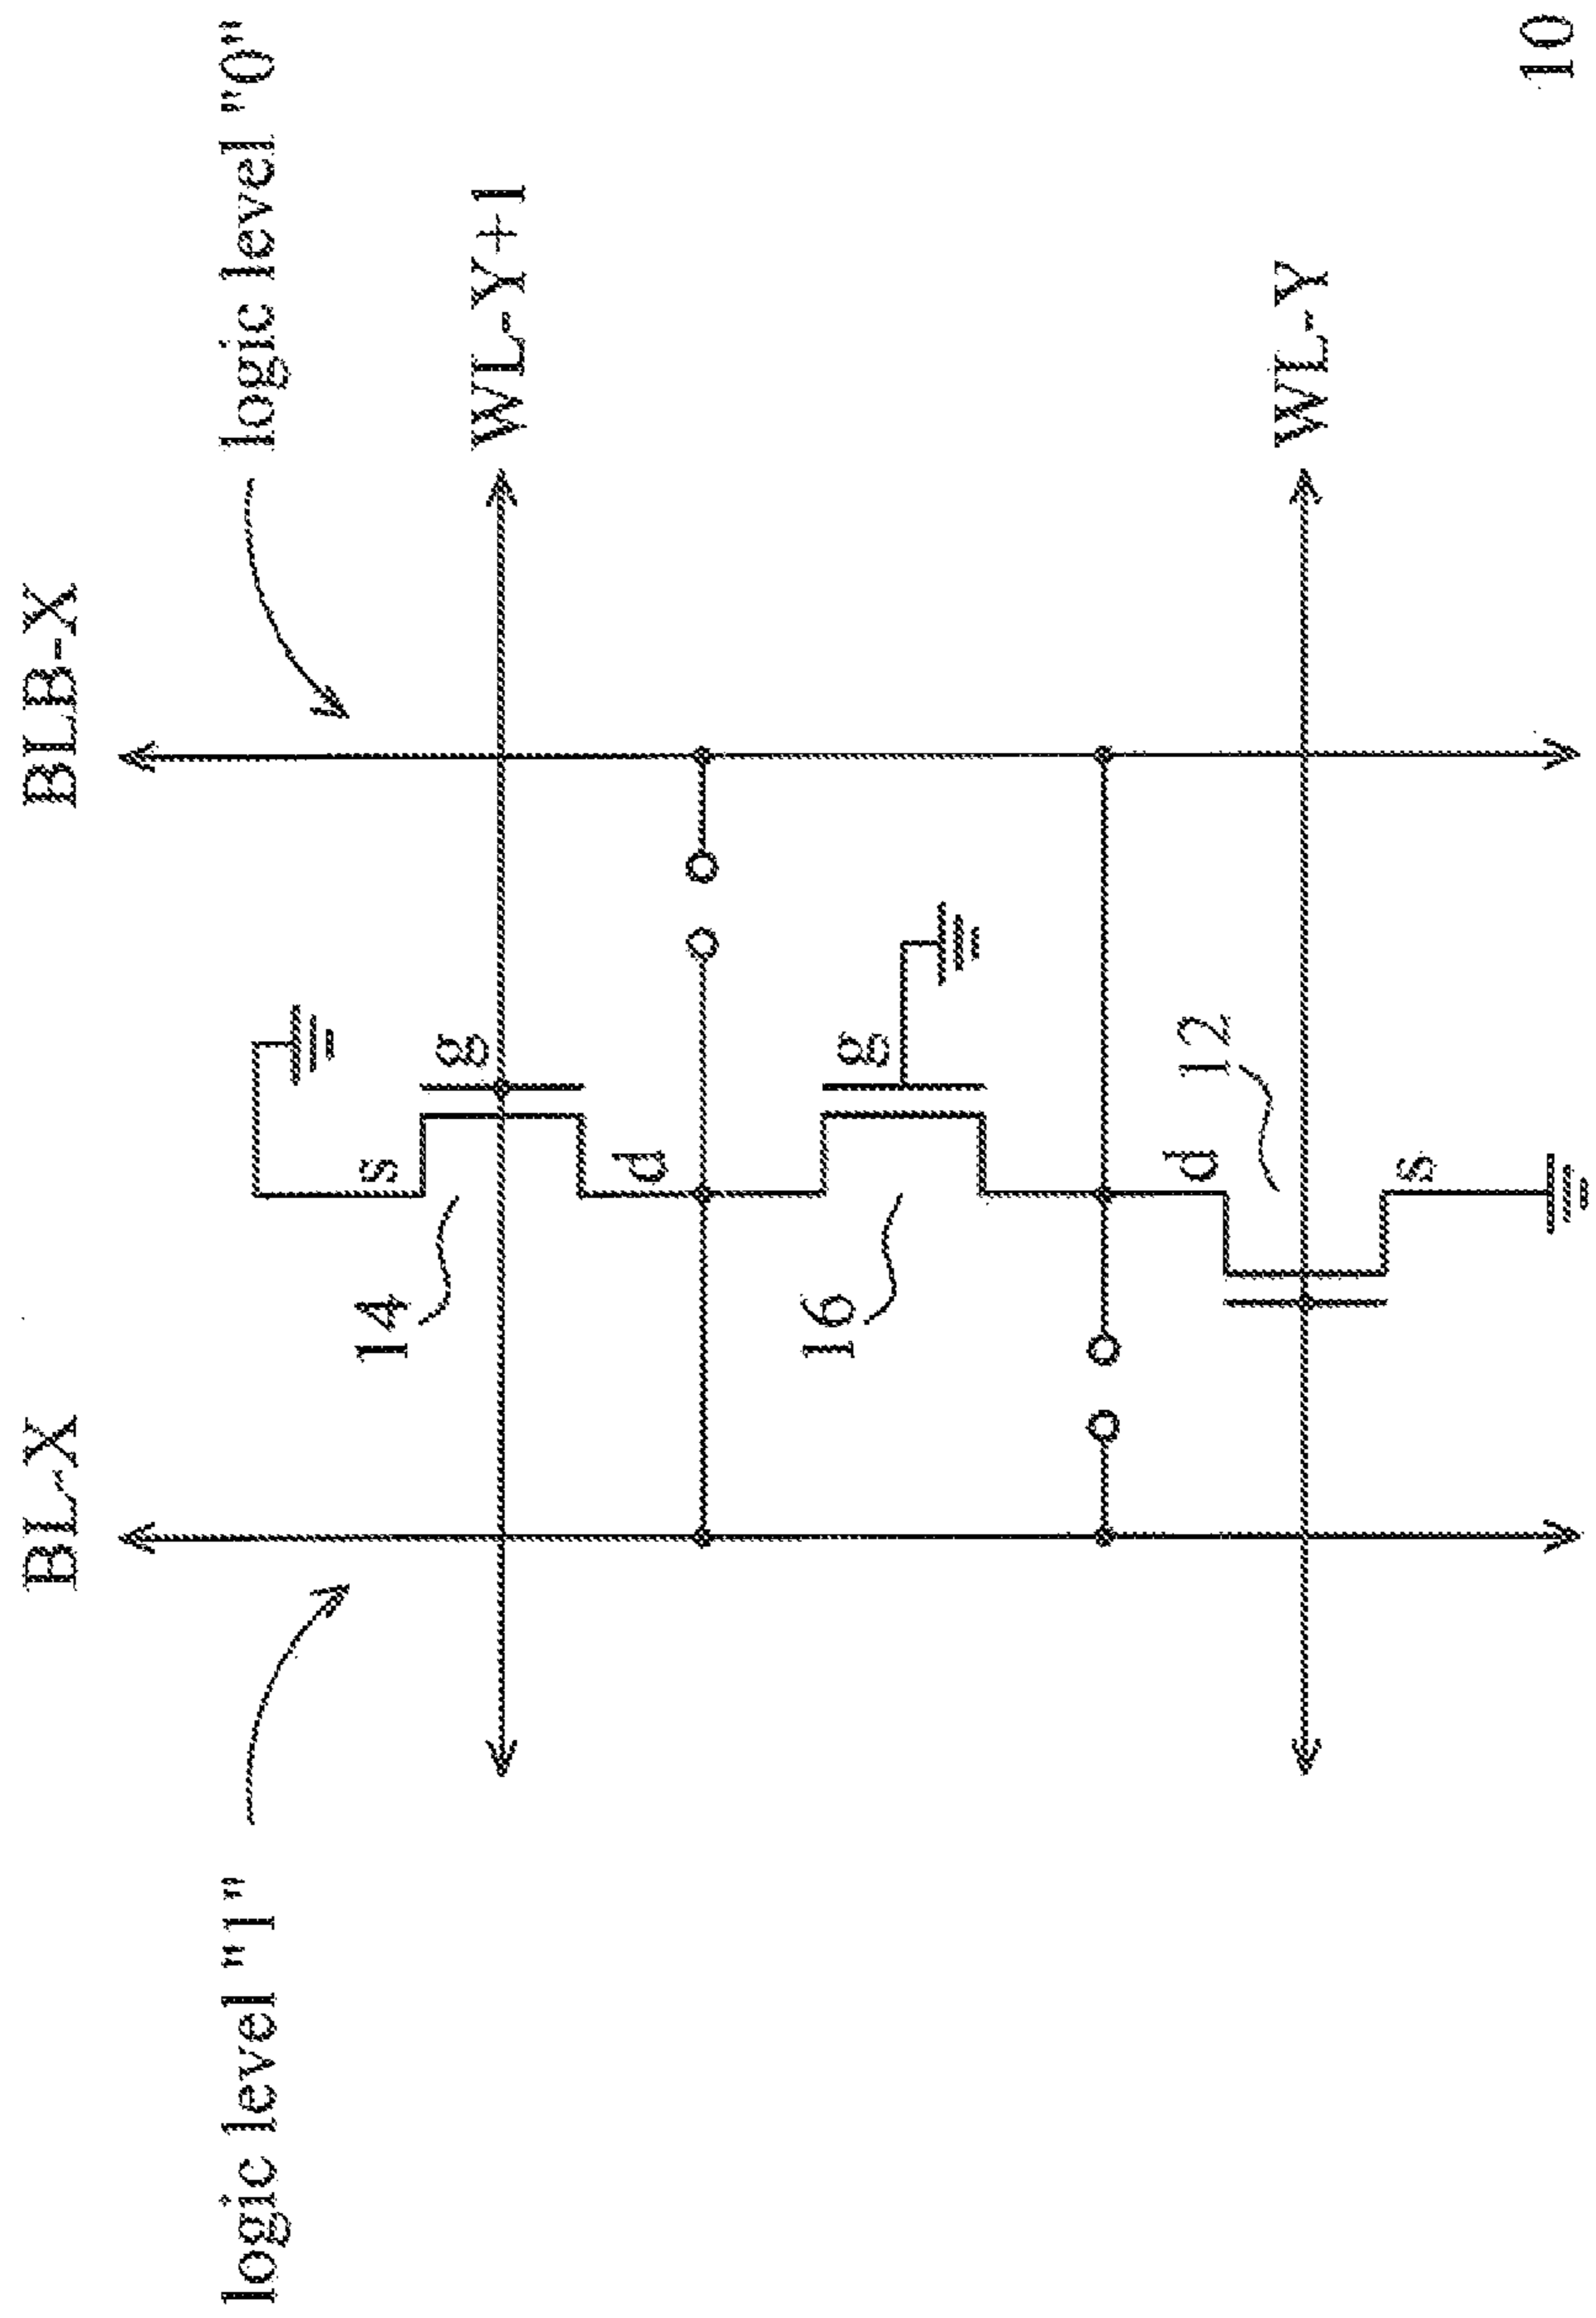 BL-X
BLB-X
logic level "1"
logic level "0"
s
14
g
WL-Y+1
d
16
g
d
12
WL-Y
s
10